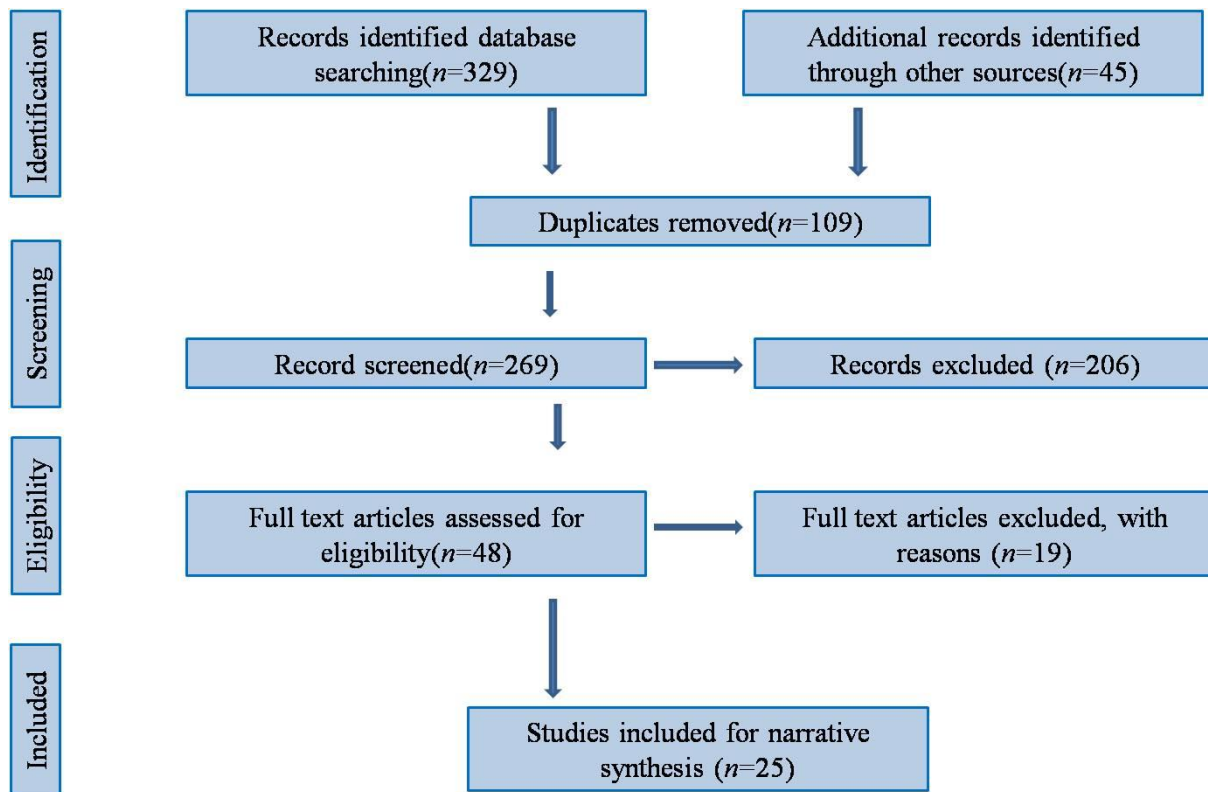 Identification
Records identified database
searching(n=329)
Additional records identified
through other sources(n=45)
Duplicates removed(n=109)
Screening
Record screened(n=269)
Records excluded (n=206)
Eligibility
Full text articles assessed for
eligibility(n=48)
Full text articles excluded, with
reasons (n=19)
Included
Studies included for narrative
synthesis (n=25)